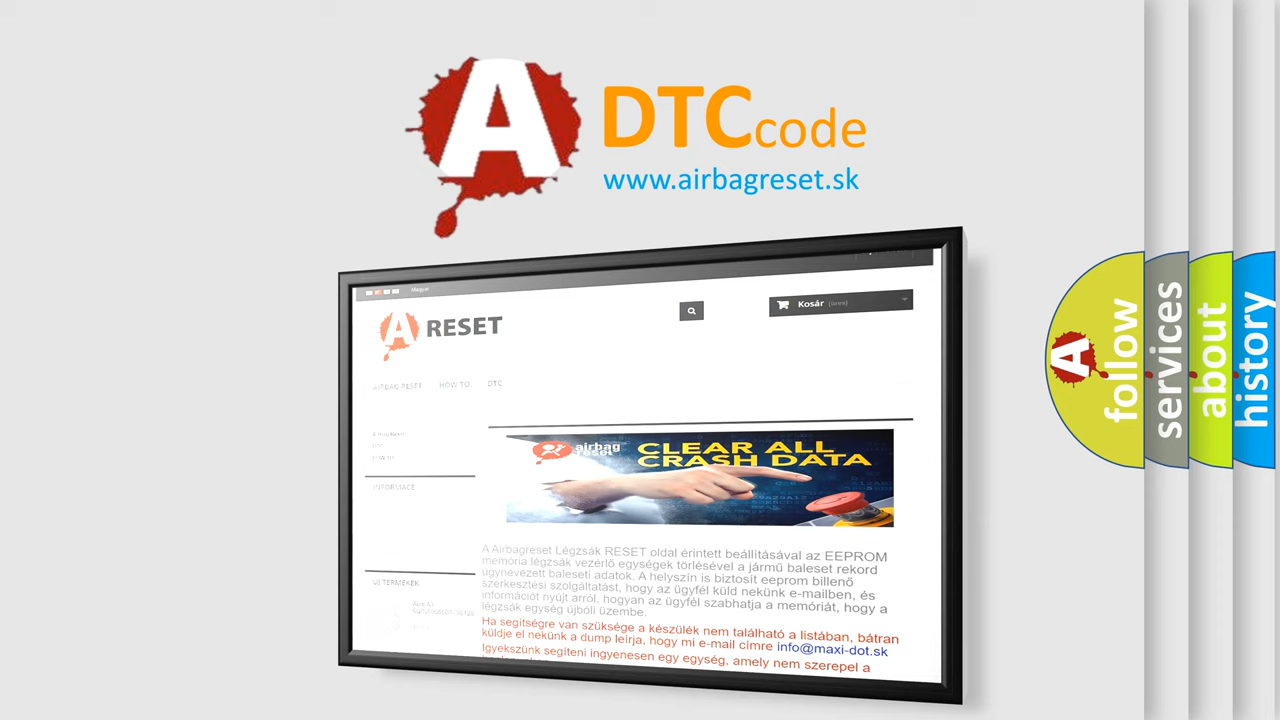 A
DTCcode
www.airbagreset.sk
Magyar
A RESET
Kosár (üres)
AIRBAG RESET HOW TO DTC
INFORMACE
airbag
reset
CLEAR ALL
CRASH DATA
A Airbagreset Légzsák RESET oldal érintett beállításával az EEPROM
memória légzsák vezérlő egységek törlésével a jármű baleset rekord
úgynevezett baleseti adatok. A helyszín is biztosít eeprom billenő
szerkesztési szolgáltatást, hogy az ügyfél küld nekünk e-mailben, és
információt nyújt arról, hogyan az ügyfél szabhatja a memóriát, hogy a
légzsák egység újbóli üzembe.
ÚJ TERMÉKEK
Ha segítségre van szüksége a készülék nem található a listában, bátran
küldje el nekünk a dump leírja, hogy mi e-mail címre info@maxi-dot.sk
Igyekszünk segíteni ingyenesen egy egység, amely nem szerepel a
A
follow
services
about
history